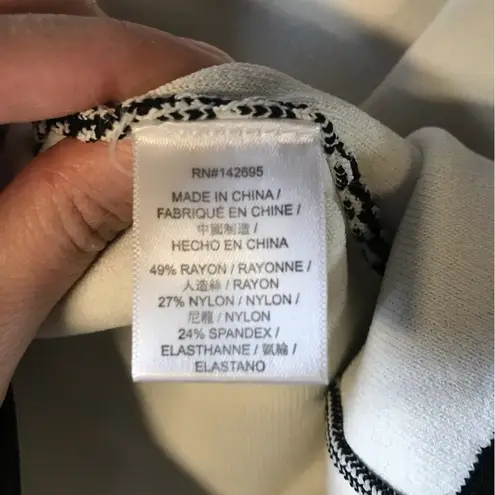 RN#142695
MADE IN CHINA /
FABRIQUÉ EN CHINE /
中國制造 /
HECHO EN CHINA
49% RAYON / RAYONNE /
人造絲 / RAYON
27% NYLON / NYLON /
尼龍 / NYLON
24% SPANDEX /
ELASTHANNE / 氨綸 /
ELASTANO